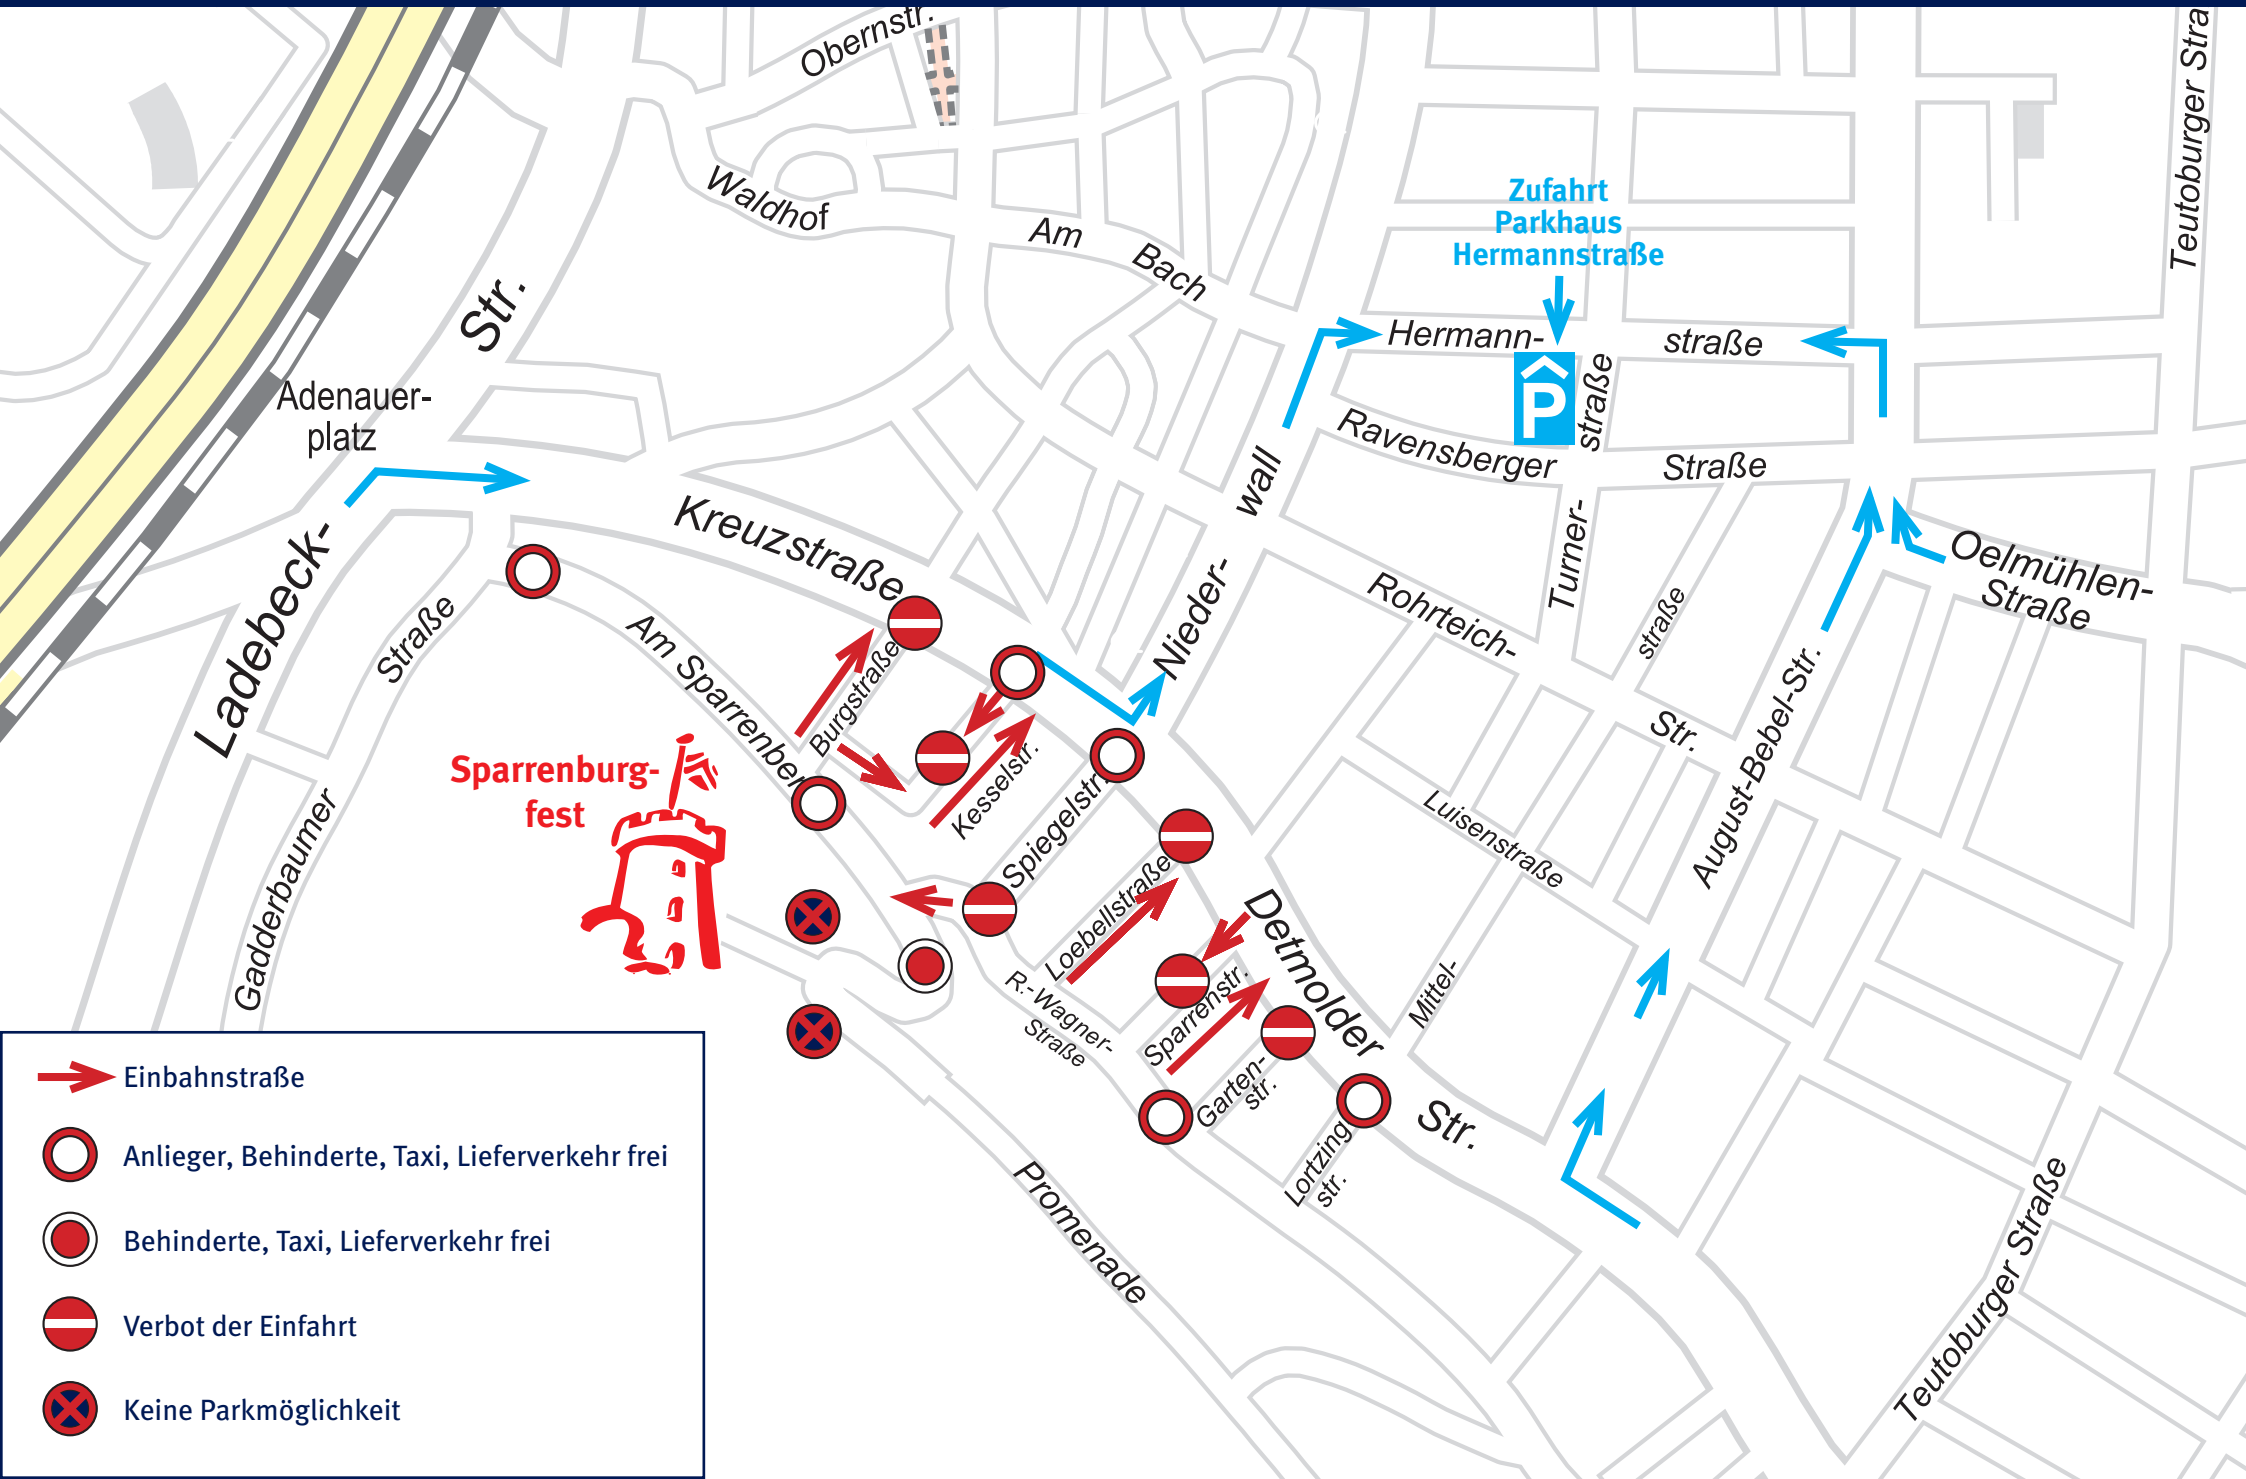 Obernstr.
Teutoburger Stra
Waldhof
Am
Bach
Zufahrt
Parkhaus
Hermannstraße
Str.
Hermann-
straße
P
straße
Adenauer-
platz
Ravensberger
Straße
wall
Kreuzstraße
Ladebeck-
Turner-
Oelmühlen-
Straße
Nieder-
Rohrteich-
straße
Straße
Am Sparrenber
Burgstraße
Str.
August-Bebel-Str.
Sparrenburg-
fest
Kesselstr.
Spiegelstr.
Luisenstraße
Gadderbaumer
Loebellstraße
Detmolder
R.-Wagner-
Straße
Sparrenstr.
Mittel-
Garten-
str.
Str.
Lortzing
str.
Promenade
Teutoburger Straße
Einbahnstraße
Anlieger, Behinderte, Taxi, Lieferverkehr frei
Behinderte, Taxi, Lieferverkehr frei
Verbot der Einfahrt
Keine Parkmöglichkeit